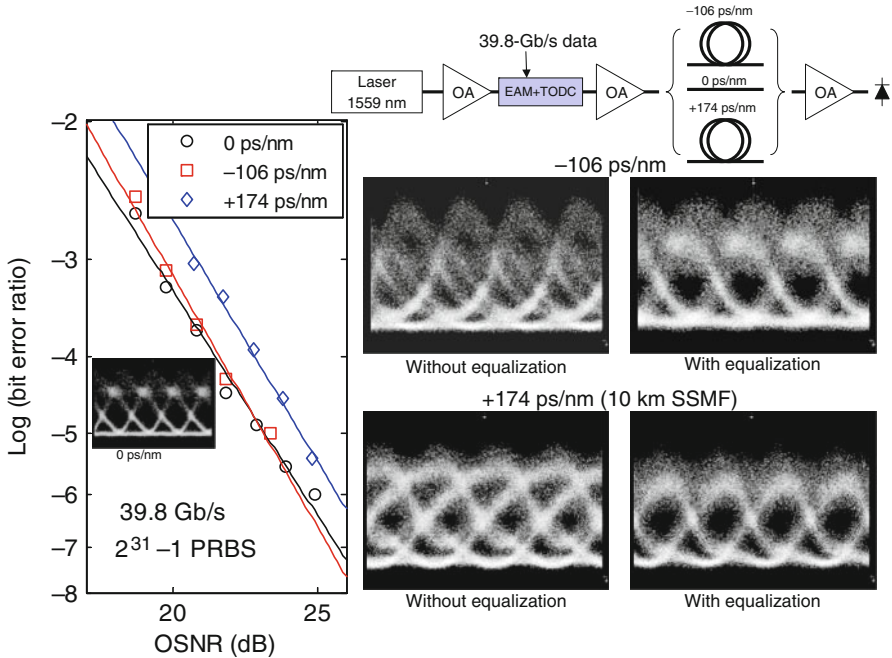 −106 ps/nm
39.8-Gb/s data
Laser
1559 nm
OA
EAM+TODC
OA
0 ps/nm
OA
+174 ps/nm
−2
−3
−4
−5
−6
−7
−8
Log (bit error ratio)
0 ps/nm
−106 ps/nm
+174 ps/nm
0 ps/nm
39.8 Gb/s
2³¹ −1 PRBS
20
25
OSNR (dB)
−106 ps/nm
Without equalization
With equalization
+174 ps/nm (10 km SSMF)
Without equalization
With equalization